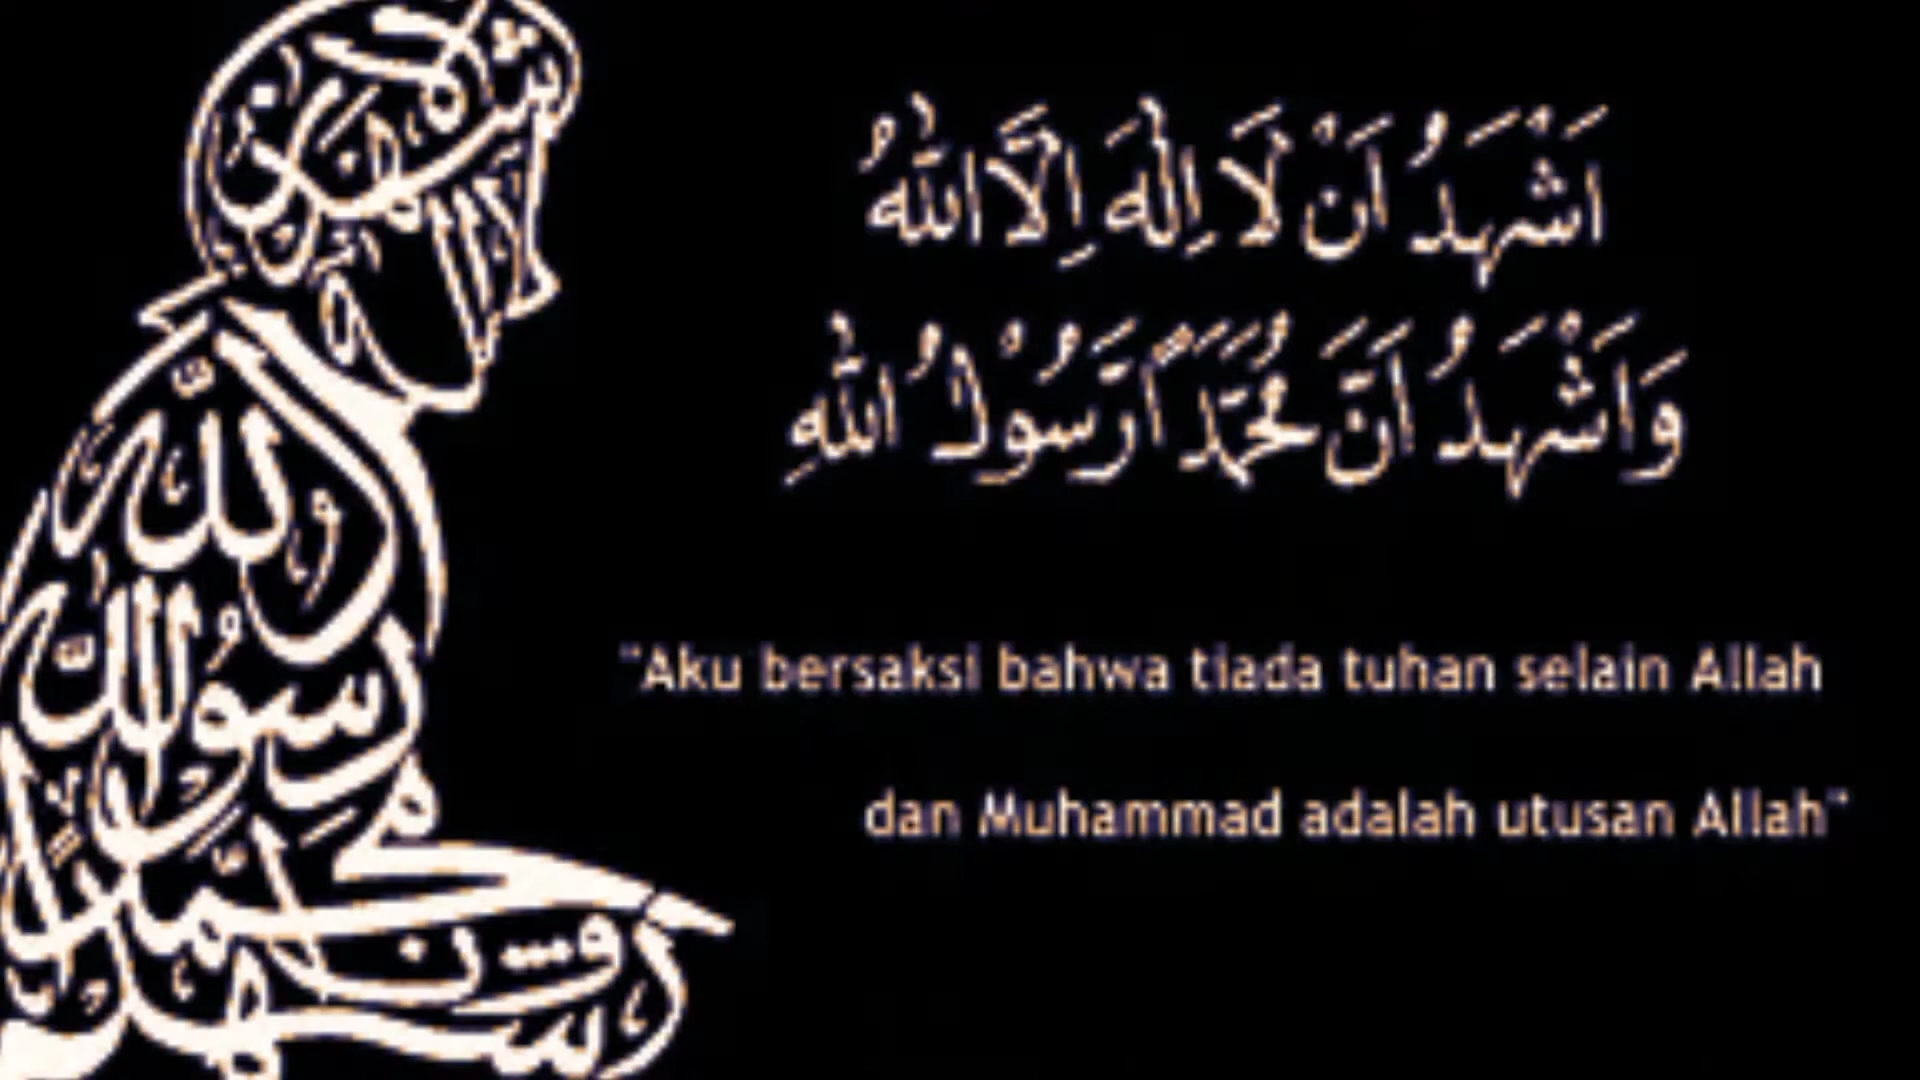 اَشْهَدُ اَنْ لَا اِلٰهَ اِلَّا اللهُ
وَاَشْهَدُ اَنَّ مُحَمَّدًا رَسُوْلُ اللهِ
"Aku bersaksi bahwa tiada tuhan selain Allah
dan Muhammad adalah utusan Allah"